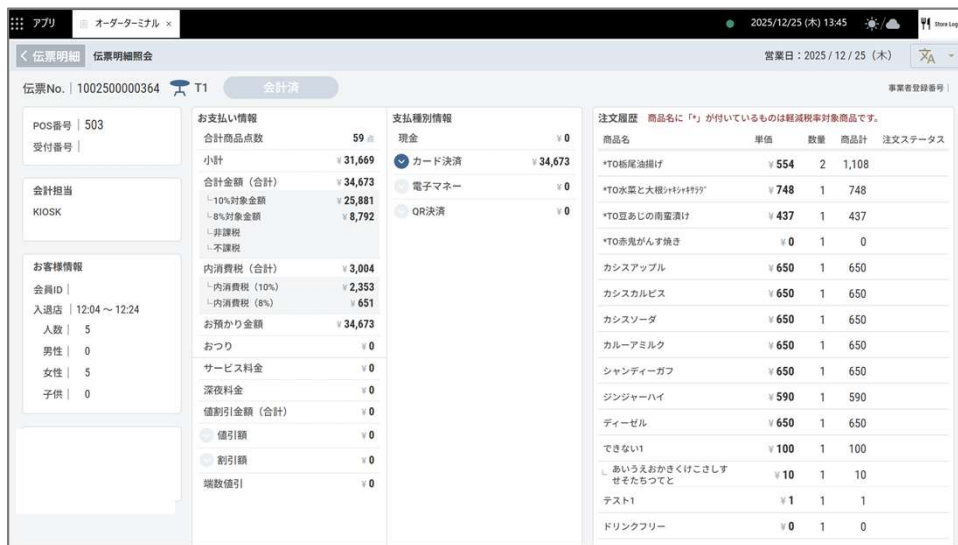 アプリ
オーダーターミナル ×
2025/12/25 (木) 13:45
Store Log
伝票明細
伝票明細照会
営業日：2025 / 12 / 25 （木）
伝票No. 1002500000364
T1
会計済
事業者登録番号
POS番号 503
受付番号
会計担当
KIOSK
お客様情報
会員ID
入退店 12:04 ～ 12:24
人数 5
男性 0
女性 5
子供 0
お支払い情報
合計商品点数 59 点
小計 ¥ 31,669
合計金額（合計） ¥ 34,673
└10%対象金額 ¥ 25,881
└8%対象金額 ¥ 8,792
└非課税
└不課税
内消費税（合計） ¥ 3,004
└内消費税（10%） ¥ 2,353
└内消費税（8%） ¥ 651
お預かり金額 ¥ 34,673
おつり ¥ 0
サービス料金 ¥ 0
深夜料金 ¥ 0
値割引金額（合計） ¥ 0
値引額 ¥ 0
割引額 ¥ 0
端数値引 ¥ 0
支払種別情報
現金 ¥ 0
カード決済 ¥ 34,673
電子マネー ¥ 0
QR決済 ¥ 0
注文履歴 商品名に「*」が付いているものは軽減税率対象商品です。
商品名 単価 数量 商品計 注文ステータス
*TO栃尾油揚げ ¥ 554 2 1,108
*TO水菜と大根ｼｬｷｼｬｷｻﾗﾀﾞ ¥ 748 1 748
*TO豆あじの南蛮漬け ¥ 437 1 437
*TO赤鬼がんす焼き ¥ 0 1 0
カシスアップル ¥ 650 1 650
カシスカルピス ¥ 650 1 650
カシスソーダ ¥ 650 1 650
カルーアミルク ¥ 650 1 650
シャンディーガフ ¥ 650 1 650
ジンジャーハイ ¥ 590 1 590
ディーゼル ¥ 650 1 650
できない1 ¥ 100 1 100
└ あいうえおかきくけこさしす
せそたちつてと ¥ 10 1 10
テスト1 ¥ 1 1 1
ドリンクフリー ¥ 0 1 0